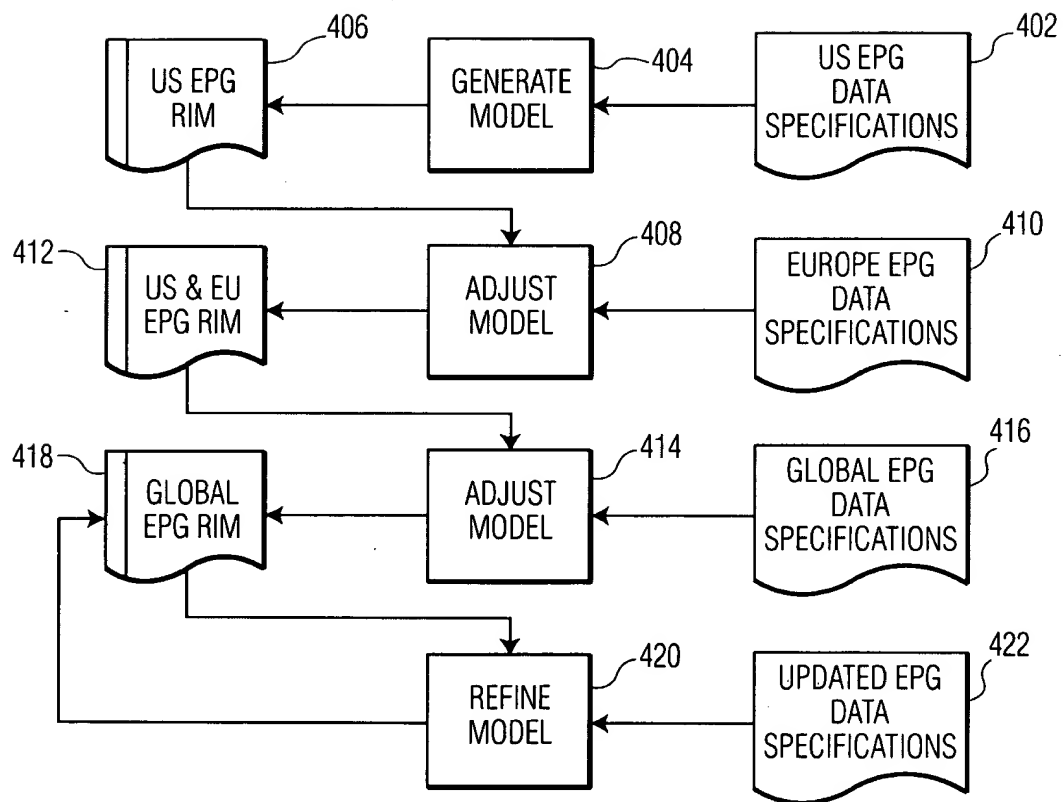 406
US EPG
RIM
404
GENERATE
MODEL
402
US EPG
DATA
SPECIFICATIONS
412
US & EU
EPG RIM
408
ADJUST
MODEL
410
EUROPE EPG
DATA
SPECIFICATIONS
418
GLOBAL
EPG RIM
414
ADJUST
MODEL
416
GLOBAL EPG
DATA
SPECIFICATIONS
420
REFINE
MODEL
422
UPDATED EPG
DATA
SPECIFICATIONS